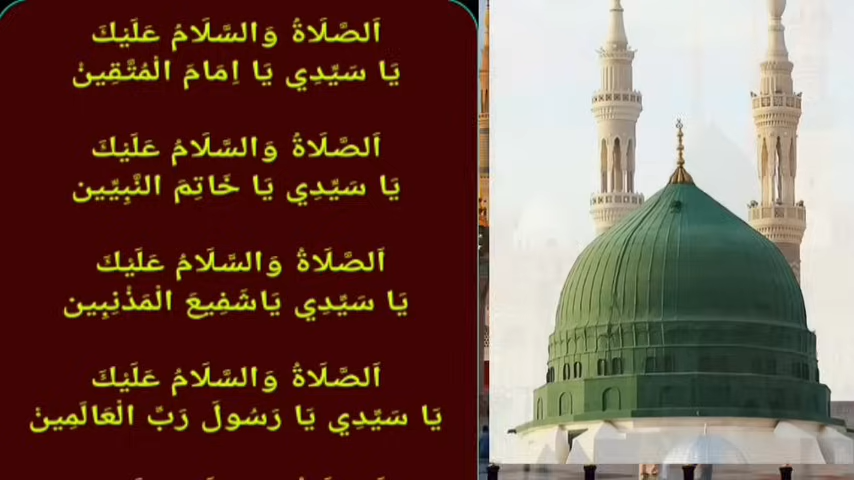 اَلصَّلَاةُ وَالسَّلَامُ عَلَيْكَ
يَا سَيِّدِي يَا اِمَامَ الْمُتَّقِينْ
اَلصَّلَاةُ وَالسَّلَامُ عَلَيْكَ
يَا سَيِّدِي يَا خَاتِمَ النَّبِيِّين
اَلصَّلَاةُ وَالسَّلَامُ عَلَيْكَ
يَا سَيِّدِي يَاشَفِيعَ الْمَذْنِبِين
اَلصَّلَاةُ وَالسَّلَامُ عَلَيْكَ
يَا سَيِّدِي يَا رَسُولَ رَبِّ الْعَالَمِينْ